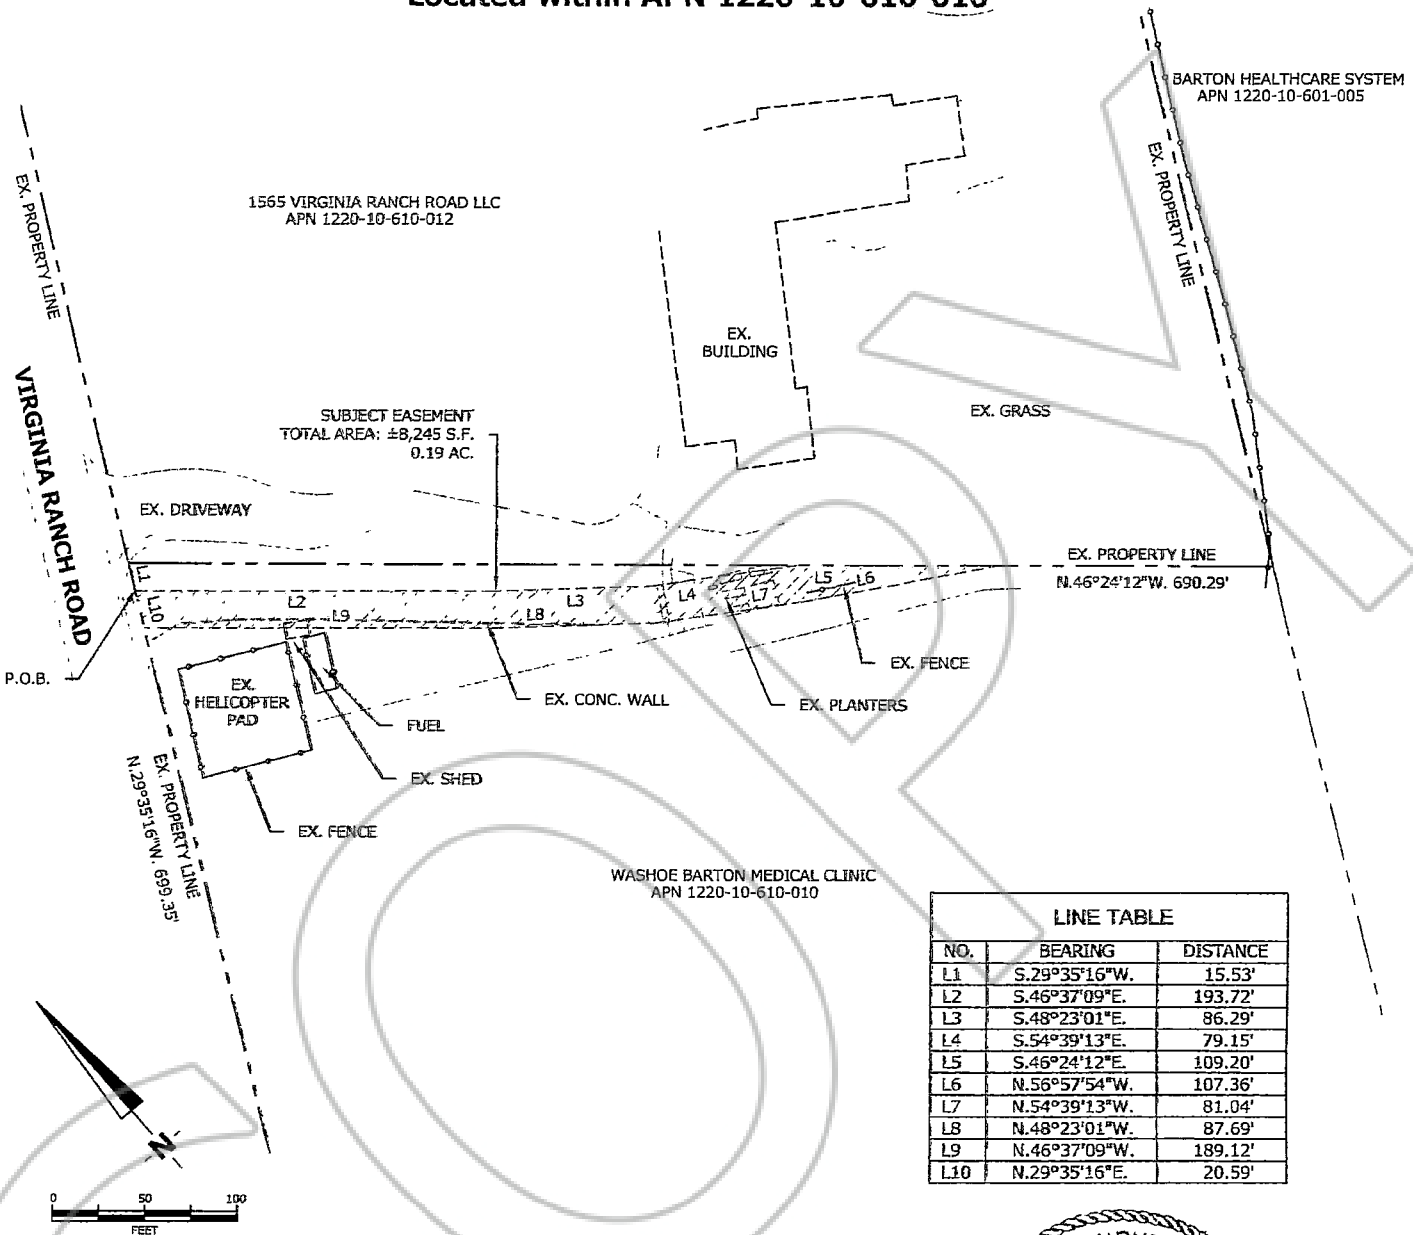 BARTON HEALTHCARE SYSTEM
APN 1220-10-601-005
EX. PROPERTY LINE
EX. PROPERTY LINE
1565 VIRGINIA RANCH ROAD LLC
APN 1220-10-610-012
EX.
BUILDING
EX. GRASS
SUBJECT EASEMENT
TOTAL AREA: ±8,245 S.F.
0.19 AC.
VIRGINIA RANCH ROAD
EX. DRIVEWAY
EX. PROPERTY LINE
N.46°24'12"W. 690.29'
L1
L10
L2
L9
L8
L3
L4
L7
L5
L6
P.O.B.
EX.
HELICOPTER
PAD
EX. FENCE
EX. PLANTERS
EX. CONC. WALL
FUEL
EX. SHED
EX. FENCE
EX. PROPERTY LINE
N.29°35'16"W. 699.35'
WASHOE BARTON MEDICAL CLINIC
APN 1220-10-610-010
LINE TABLE
NO. BEARING DISTANCE
L1 S.29°35'16"W. 15.53'
L2 S.46°37'09"E. 193.72'
L3 S.48°23'01"E. 86.29'
L4 S.54°39'13"E. 79.15'
L5 S.46°24'12"E. 109.20'
L6 N.56°57'54"W. 107.36'
L7 N.54°39'13"W. 81.04'
L8 N.48°23'01"W. 87.69'
L9 N.46°37'09"W. 189.12'
L10 N.29°35'16"E. 20.59'
N
0 50 100
FEET
COPY